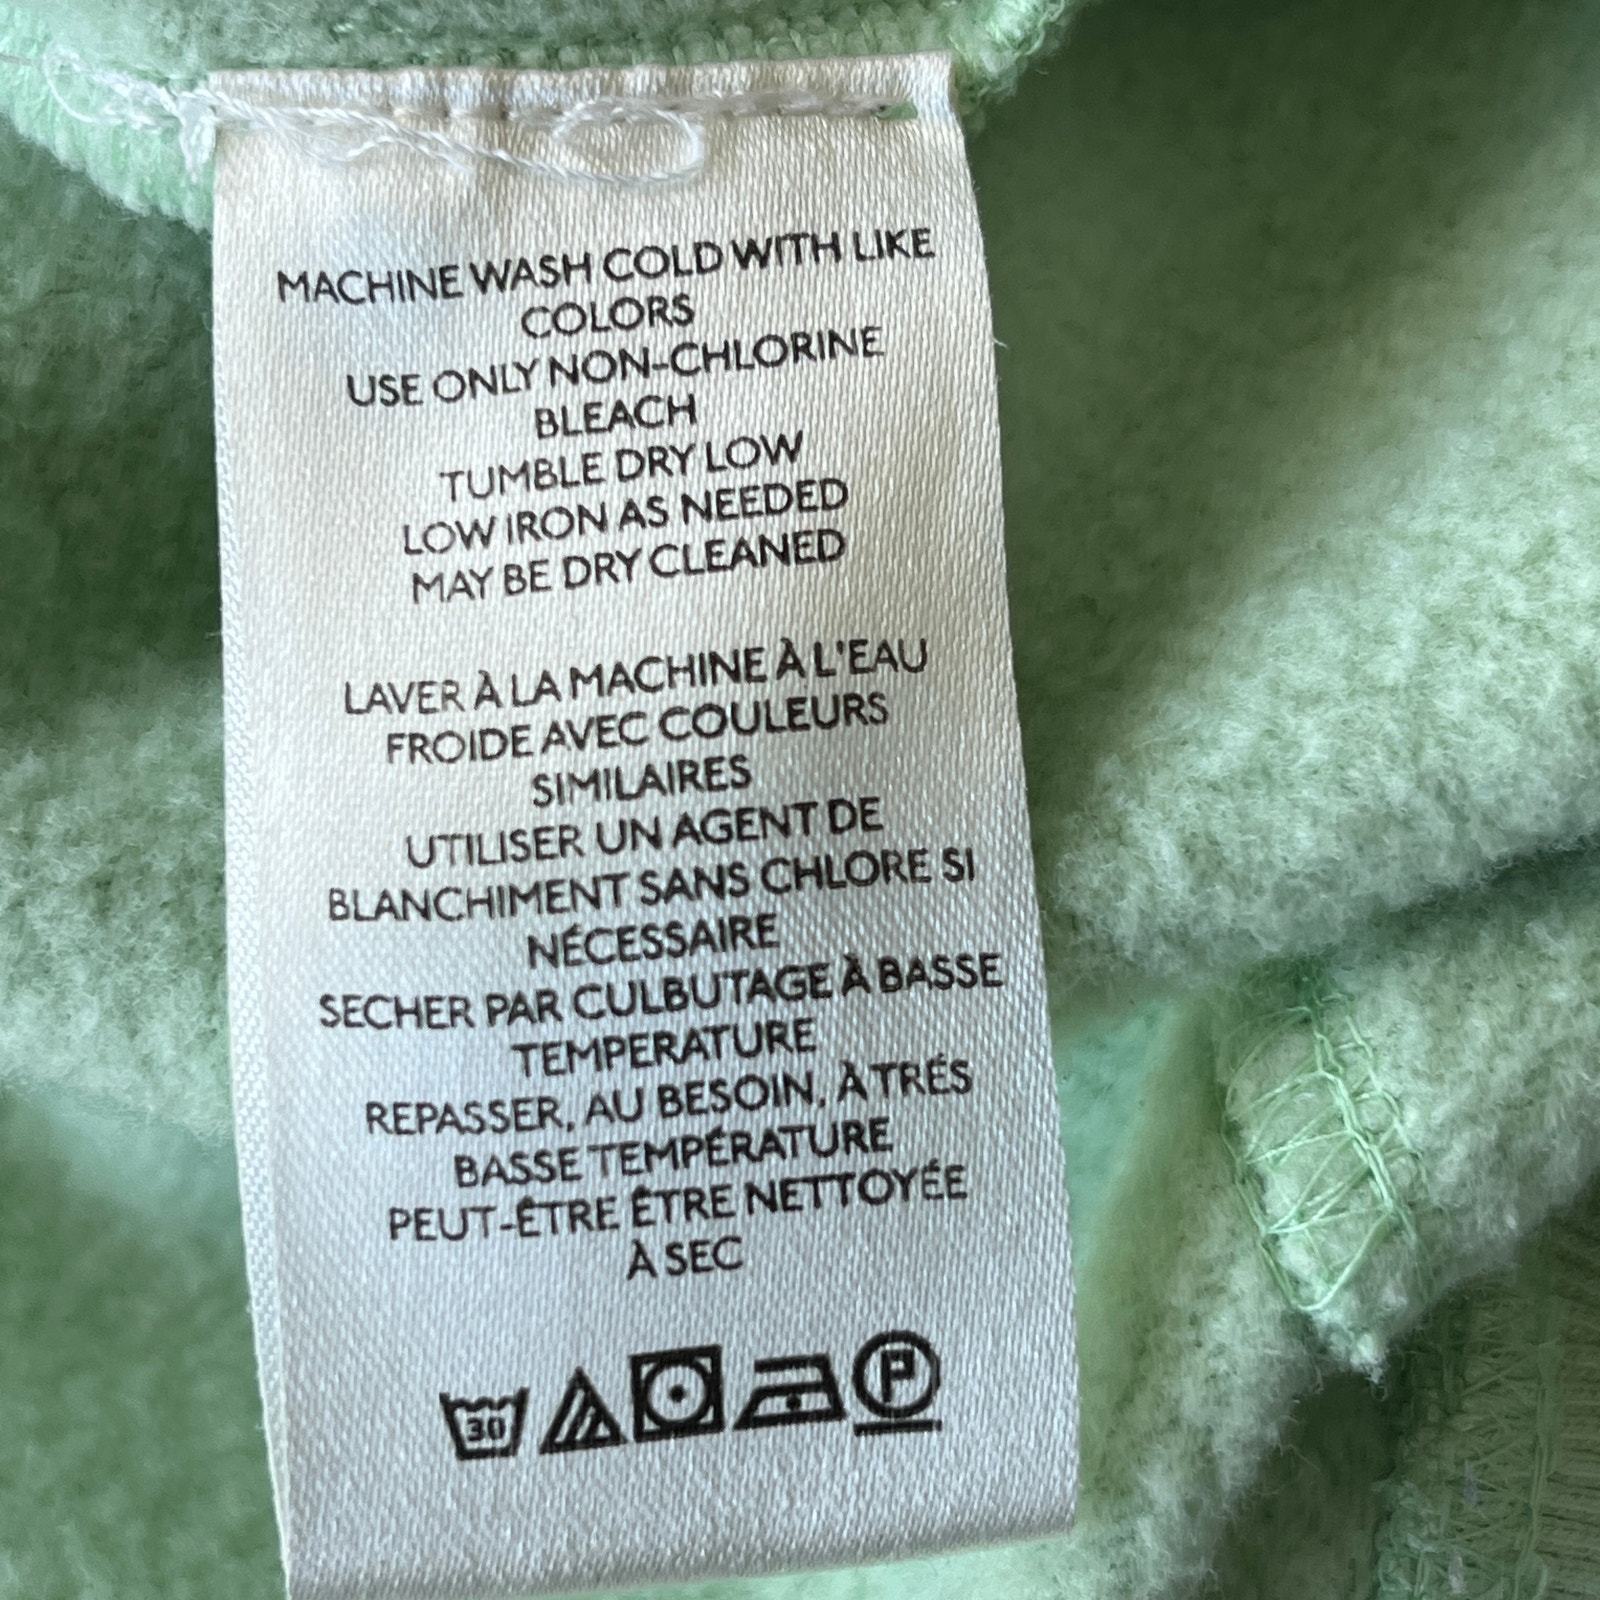 MACHINE WASH COLD WITH LIKE
COLORS
USE ONLY NON-CHLORINE
BLEACH
TUMBLE DRY LOW
LOW IRON AS NEEDED
MAY BE DRY CLEANED
LAVER À LA MACHINE À L'EAU
FROIDE AVEC COULEURS
SIMILAIRES
UTILISER UN AGENT DE
BLANCHIMENT SANS CHLORE SI
NÉCESSAIRE
SECHER PAR CULBUTAGE À BASSE
TEMPERATURE
REPASSER, AU BESOIN, À TRÉS
BASSE TEMPÉRATURE
PEUT-ÊTRE ÊTRE NETTOYÉE
À SEC
30 P